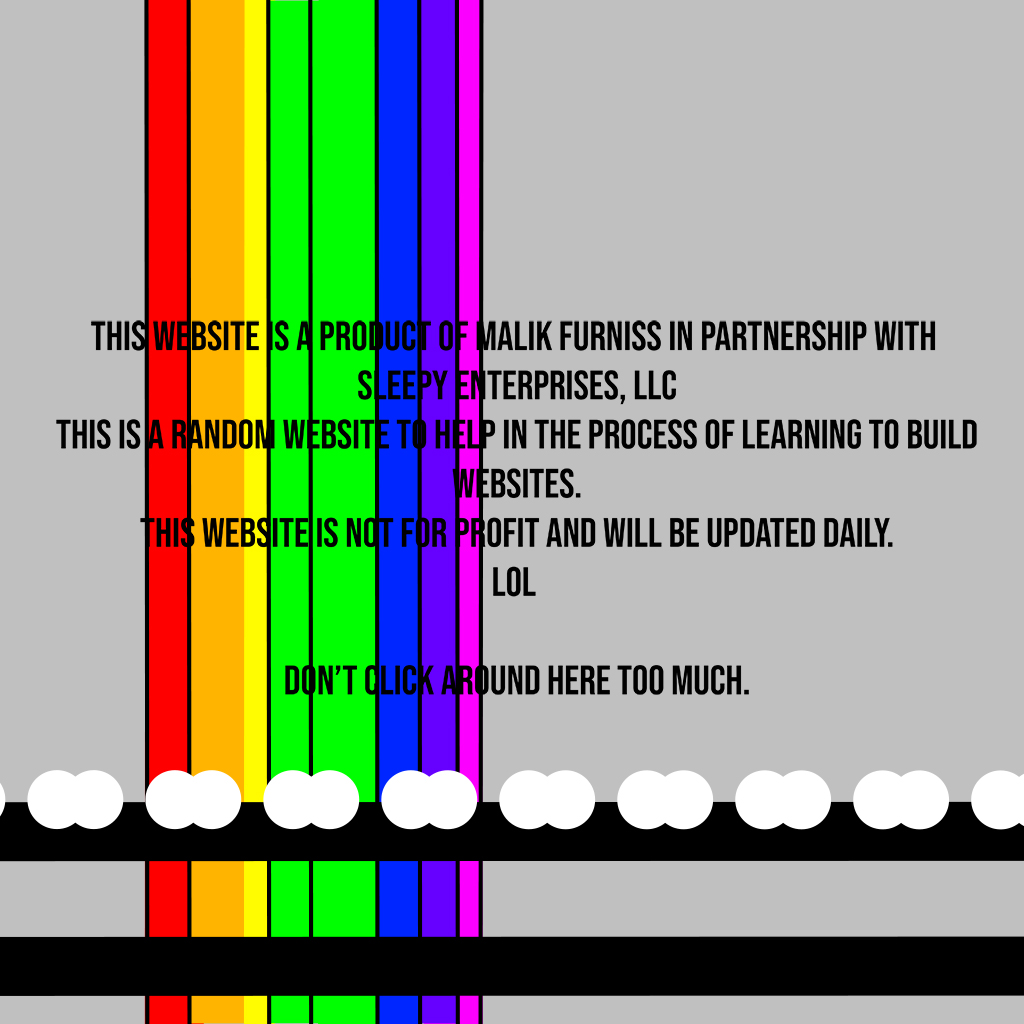 THIS WEBSITE IS A PRODUCT OF MALIK FURNISS IN PARTNERSHIP WITH
SLEEPY ENTERPRISES, LLC
THIS IS A RANDOM WEBSITE TO HELP IN THE PROCESS OF LEARNING TO BUILD
WEBSITES.
THIS WEBSITE IS NOT FOR PROFIT AND WILL BE UPDATED DAILY.
LOL
DON’T CLICK AROUND HERE TOO MUCH.